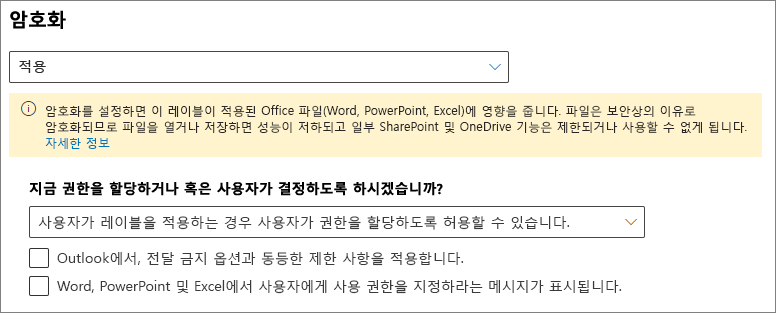 암호화
적용
암호화를 설정하면 이 레이블이 적용된 Office 파일(Word, PowerPoint, Excel)에 영향을 줍니다. 파일은 보안상의 이유로
암호화되므로 파일을 열거나 저장하면 성능이 저하되고 일부 SharePoint 및 OneDrive 기능은 제한되거나 사용할 수 없게 됩니다.
자세한 정보
지금 권한을 할당하거나 혹은 사용자가 결정하도록 하시겠습니까?
사용자가 레이블을 적용하는 경우 사용자가 권한을 할당하도록 허용할 수 있습니다.
Outlook에서, 전달 금지 옵션과 동등한 제한 사항을 적용합니다.
Word, PowerPoint 및 Excel에서 사용자에게 사용 권한을 지정하라는 메시지가 표시됩니다.